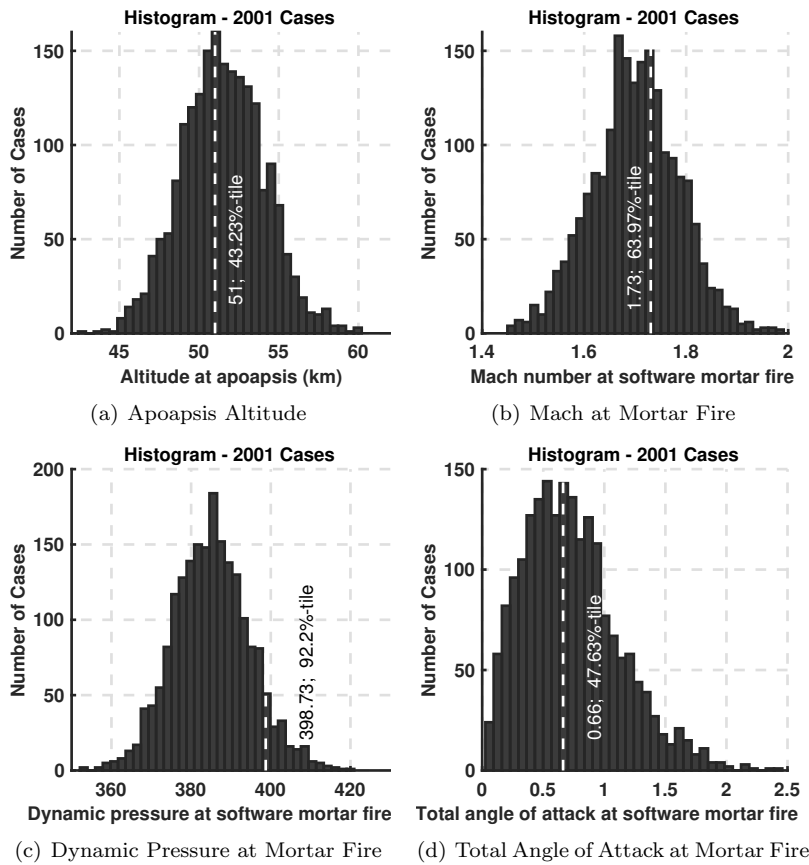 Histogram - 2001 Cases
150
100
50
0
Number of Cases
51; 43.23%-tile
45
50
55
60
Altitude at apoapsis (km)
(a) Apoapsis Altitude
Histogram - 2001 Cases
150
100
50
0
Number of Cases
1.73; 63.97%-tile
1.4
1.6
1.8
2
Mach number at software mortar fire
(b) Mach at Mortar Fire
Histogram - 2001 Cases
200
150
100
50
0
Number of Cases
398.73; 92.2%-tile
360
380
400
420
Dynamic pressure at software mortar fire
(c) Dynamic Pressure at Mortar Fire
Histogram - 2001 Cases
150
100
50
0
Number of Cases
0.66; 47.63%-tile
0
0.5
1
1.5
2
2.5
Total angle of attack at software mortar fire
(d) Total Angle of Attack at Mortar Fire